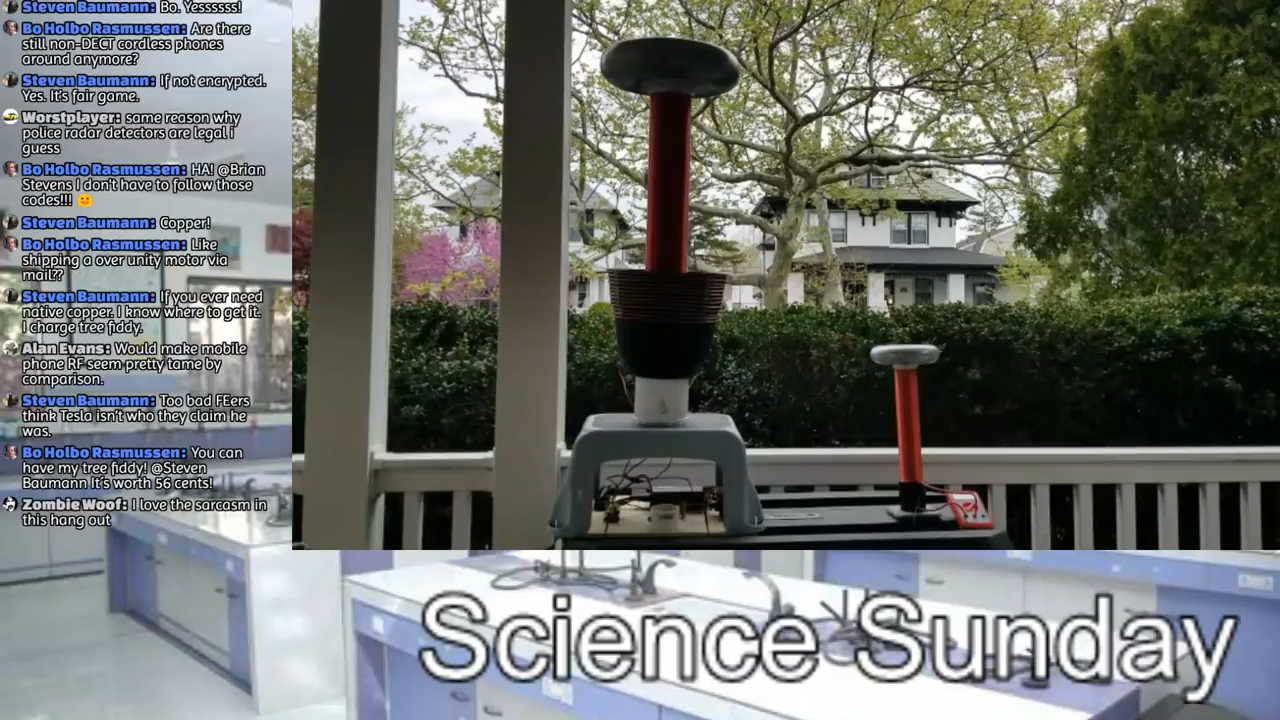 Steven Baumann: Bo. Yessssss!
Bo Holbo Rasmussen: Are there
still non-DECT cordless phones
around anymore?
Steven Baumann: If not encrypted.
Yes. It's fair game.
Worstplayer: same reason why
police radar detectors are legal i
guess
Bo Holbo Rasmussen: HA! @Brian
Stevens I don't have to follow those
codes!!! 🙂
Steven Baumann: Copper!
Bo Holbo Rasmussen: Like
shipping a over unity motor via
mail??
Steven Baumann: If you ever need
native copper. I know where to get it.
I charge tree fiddy.
Alan Evans: Would make mobile
phone RF seem pretty tame by
comparison.
Steven Baumann: Too bad FEers
think Tesla isn't who they claim he
was.
Bo Holbo Rasmussen: You can
have my tree fiddy! @Steven
Baumann It's worth 56 cents!
Zombie Woof: I love the sarcasm in
this hang out
Science Sunday